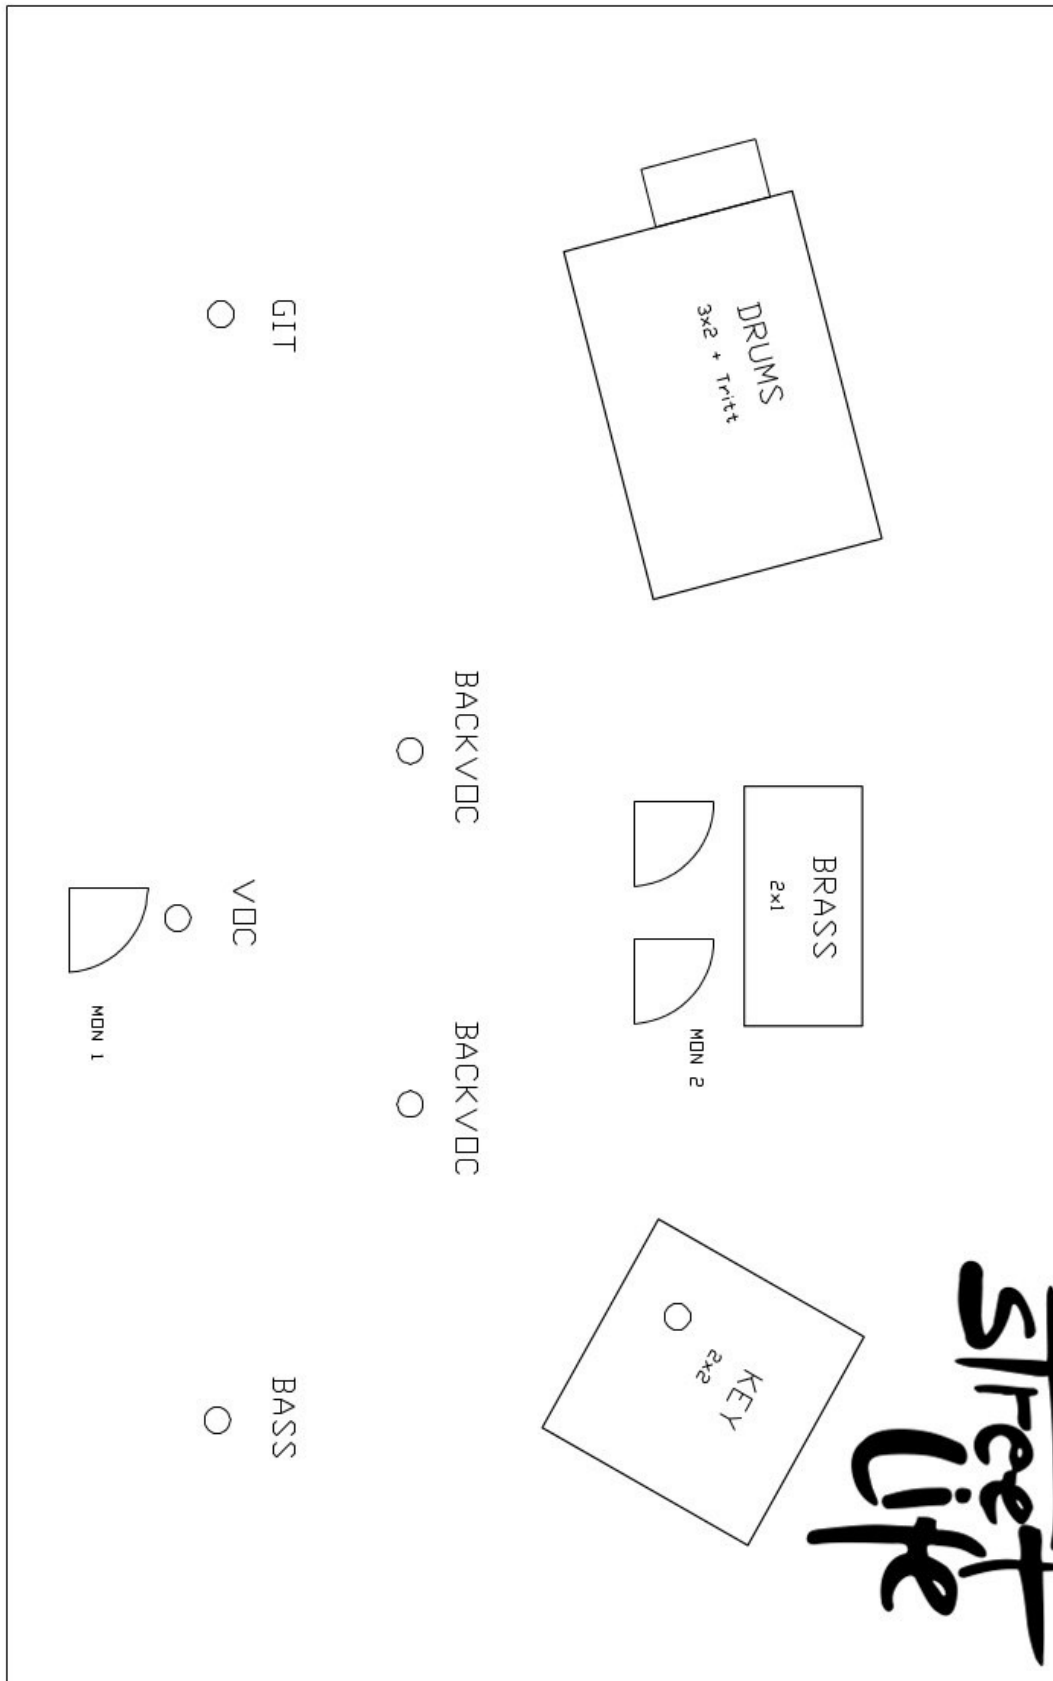 Street
Life
DRUMS
3x2 + Tritt
BRASS
2x1
MON 2
KEY
2x2
BACKVOC
BACKVOC
GIT
VOC
BASS
MON 1